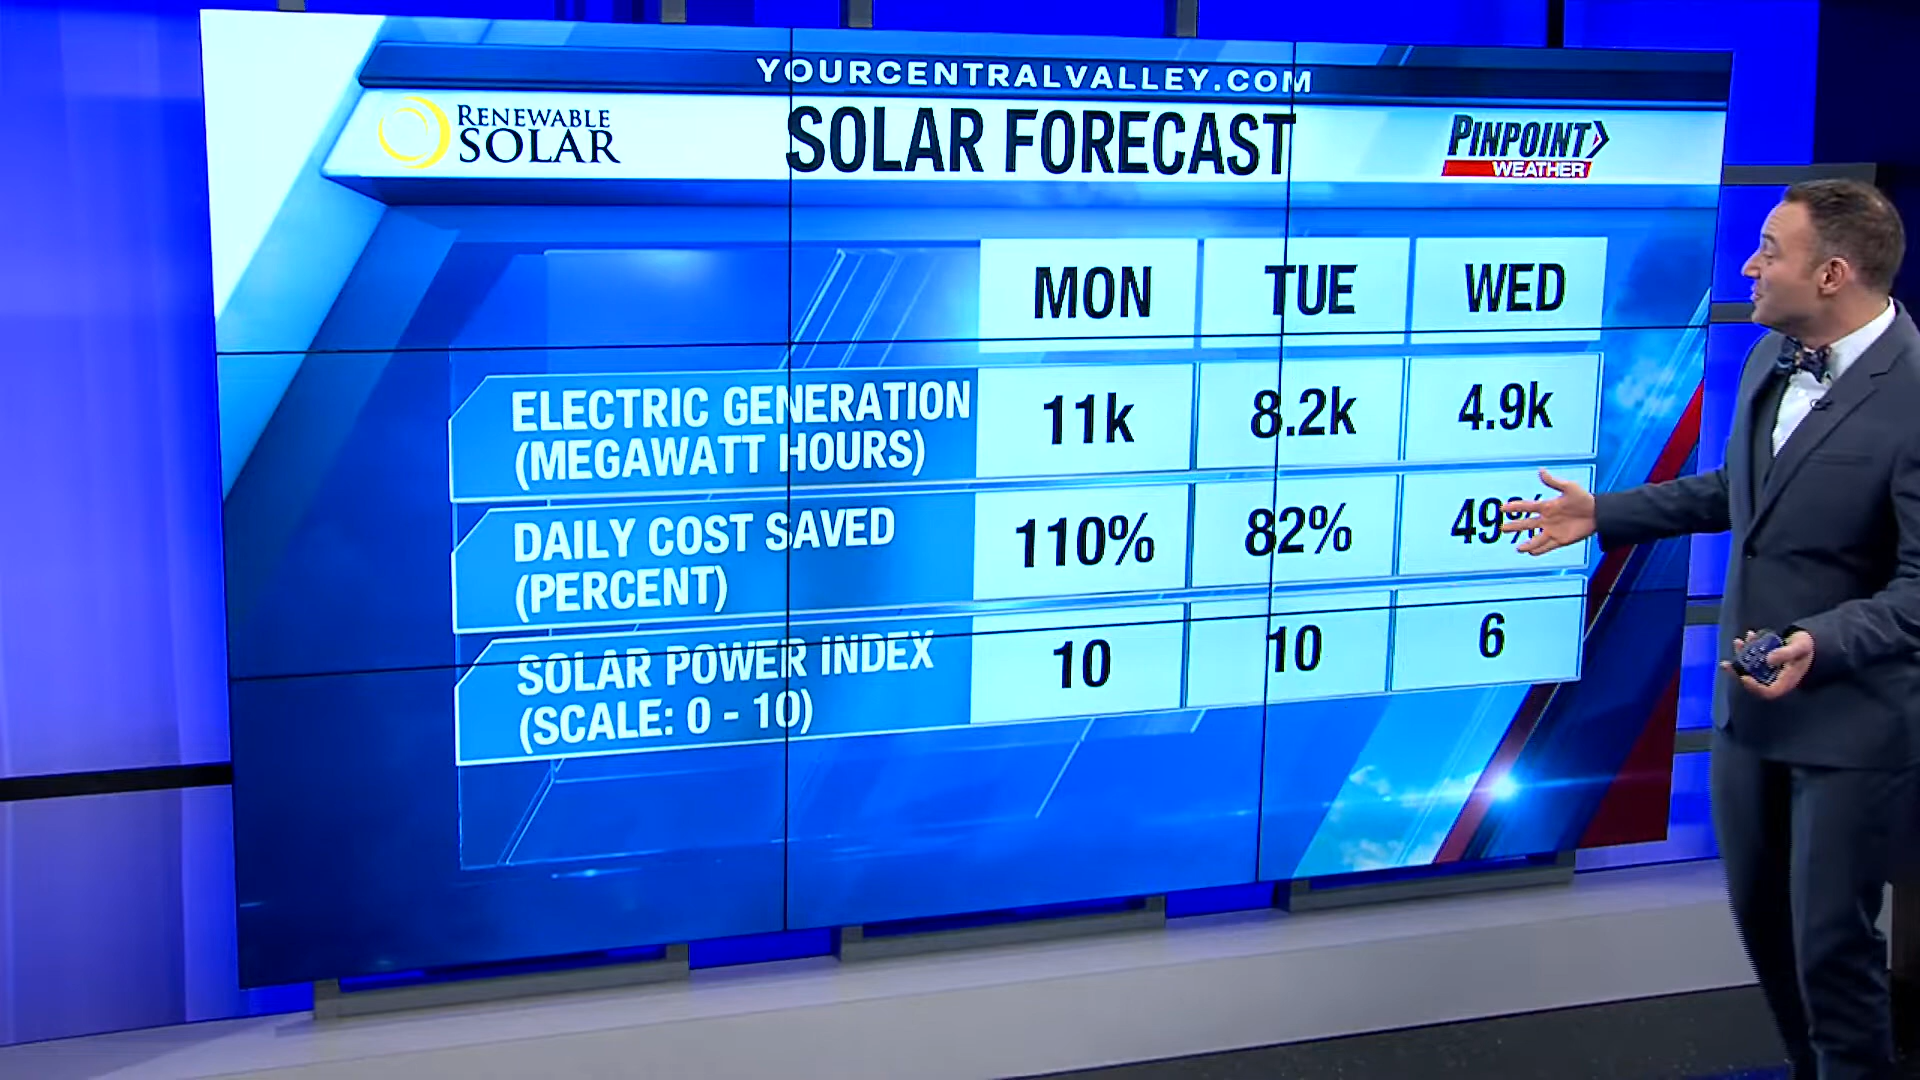 YOURCENTRALVALLEY.COM
RENEWABLE
SOLAR
SOLAR FORECAST
PINPOINT
WEATHER
MON TUE WED
ELECTRIC GENERATION
(MEGAWATT HOURS)
11k 8.2k 4.9k
DAILY COST SAVED
(PERCENT)
110% 82% 49%
SOLAR POWER INDEX
(SCALE: 0 - 10)
10 10 6